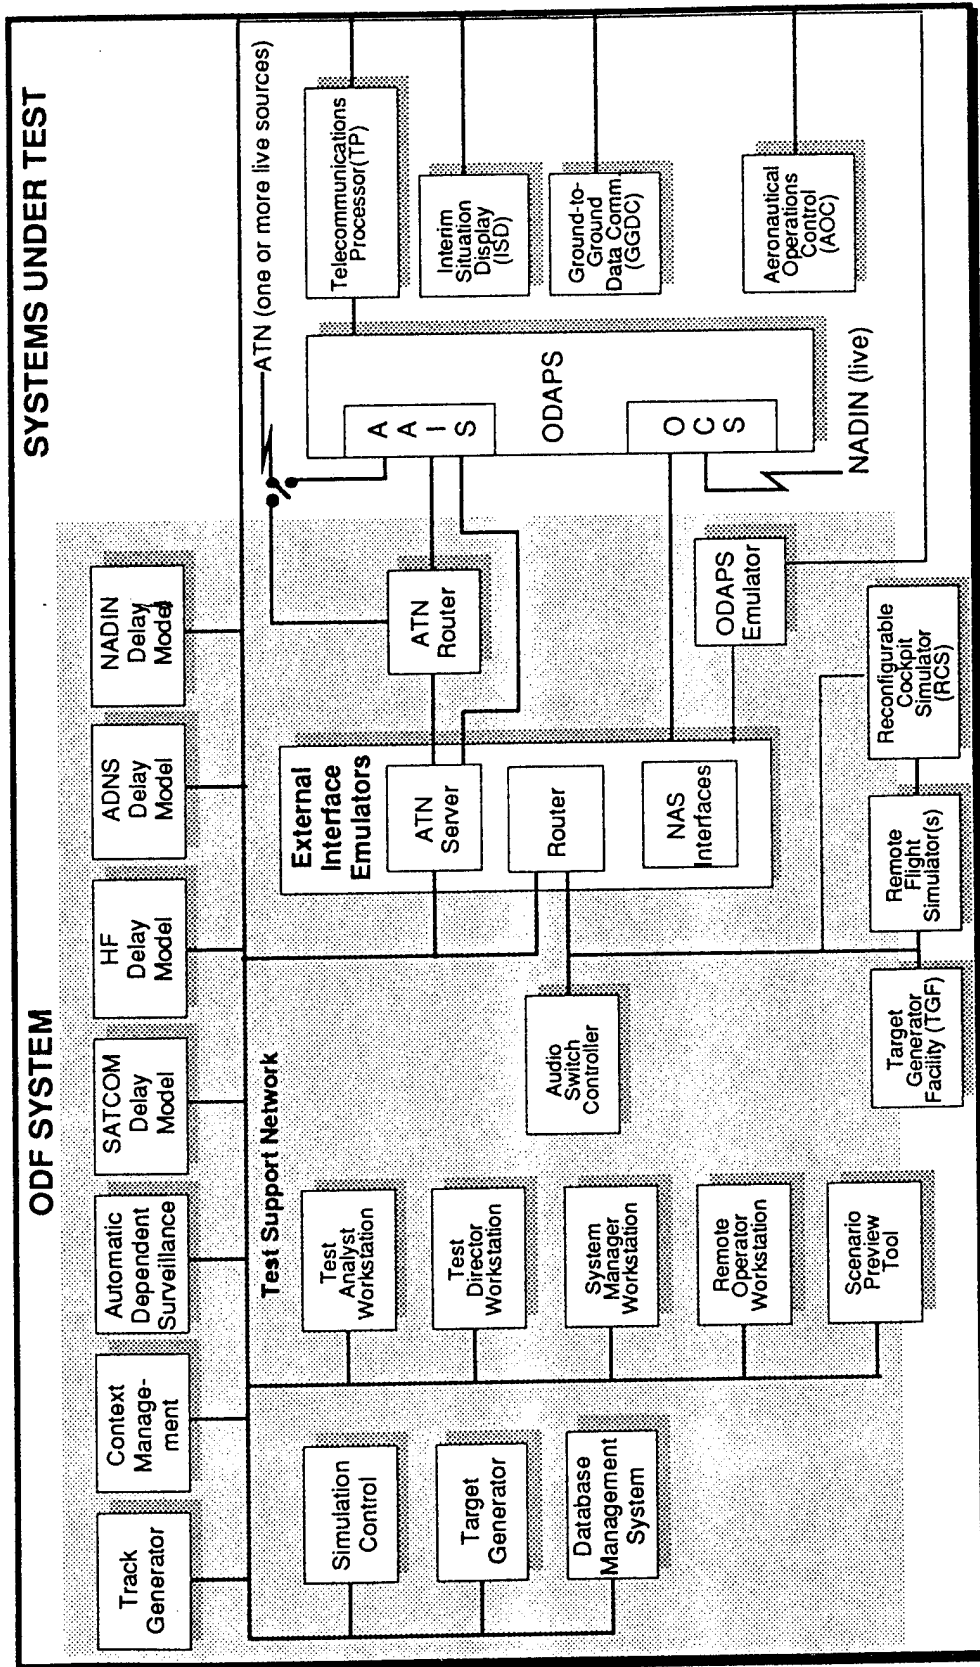 ODF SYSTEM
SYSTEMS UNDER TEST
Track
Generator
Context
Manage-
ment
Automatic
Dependent
Surveillance
SATCOM
Delay
Model
HF
Delay
Model
ADNS
Delay
Model
NADIN
Delay
Model
Test Support Network
ATN (one or more live sources)
Simulation
Control
Target
Generator
Database
Management
System
Test
Analyst
Workstation
Test
Director
Workstation
System
Manager
Workstation
Remote
Operator
Workstation
Scenario
Preview
Tool
Audio
Switch
Controller
External
Interface
Emulators
ATN
Server
Router
NAS
Interfaces
ATN
Router
ODAPS
Emulator
Target
Generator
Facility (TGF)
Remote
Flight
Simulator(s)
Reconfigurable
Cockpit
Simulator
(RCS)
A
A
I
S
ODAPS
O
C
S
NADIN (live)
Telecommunications
Processor(TP)
Interim
Situation
Display
(ISD)
Ground-to-
Ground
Data Comm.
(GGDC)
Aeronautical
Operations
Control
(AOC)